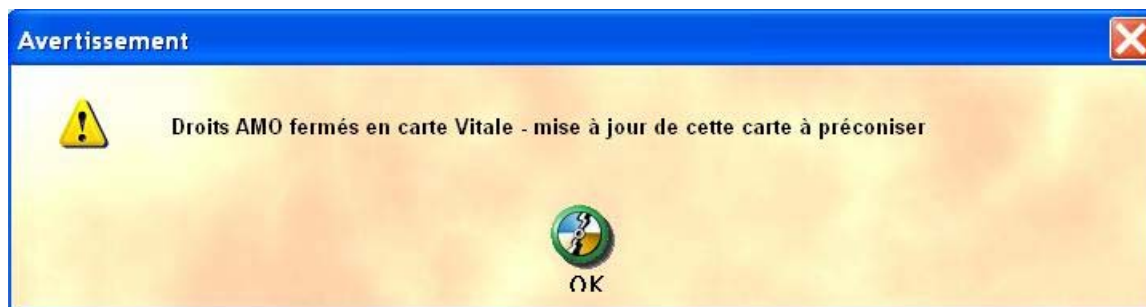 Avertissement
Droits AMO fermés en carte Vitale - mise à jour de cette carte à préconiser
OK